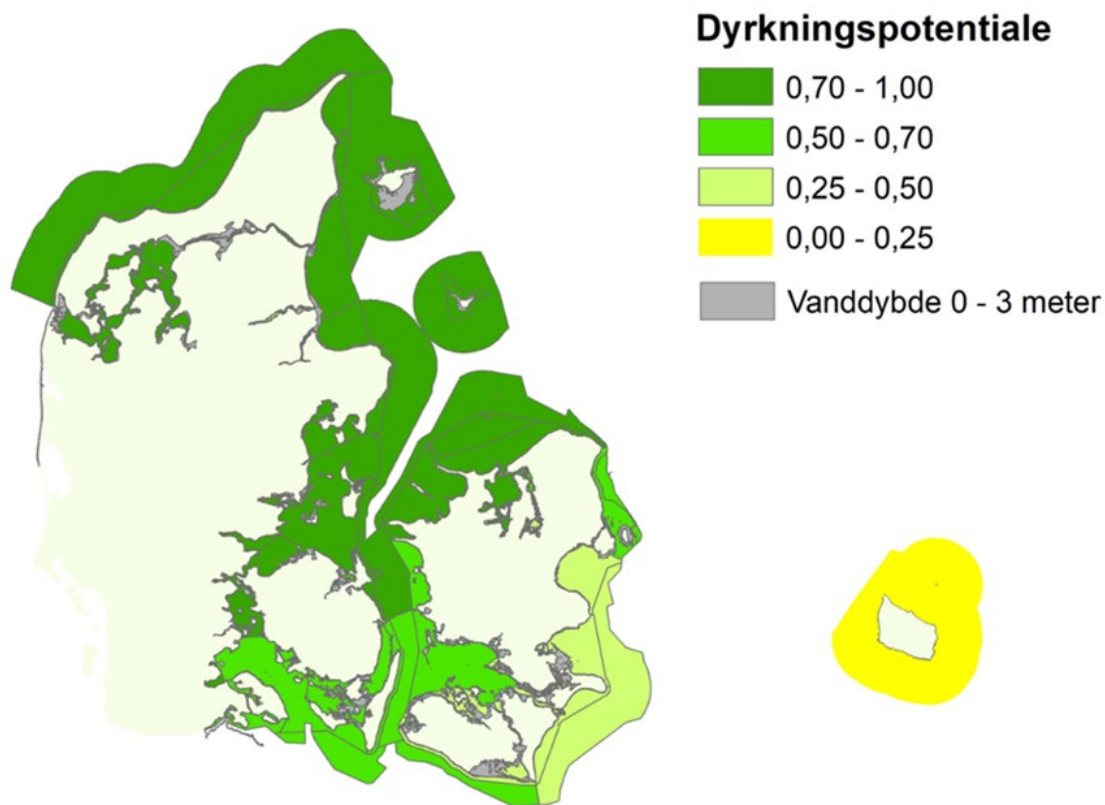 Dyrkningspotentiale
0,70 - 1,00
0,50 - 0,70
0,25 - 0,50
0,00 - 0,25
Vanddybde 0 - 3 meter